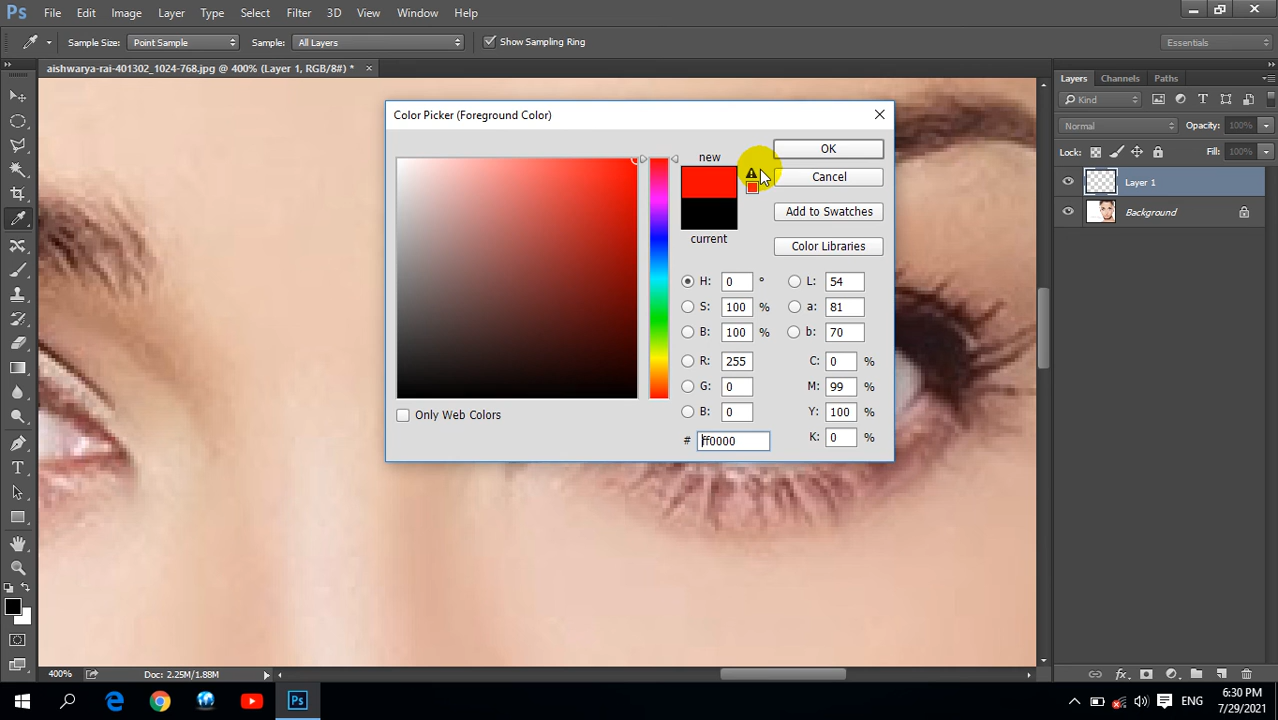 Ps File Edit Image Layer Type Select Filter 3D View Window Help
Sample Size: Point Sample Sample: All Layers Show Sampling Ring Essentials
aishwarya-rai-401302_1024-768.jpg @ 400% (Layer 1, RGB/8#) * ×
Layers Channels Paths
Kind
Normal Opacity: 100%
Lock: Fill: 100%
Layer 1
Background
Color Picker (Foreground Color)
new
current
OK
Cancel
Add to Swatches
Color Libraries
H: 0 °
S: 100 %
B: 100 %
R: 255
G: 0
B: 0
# ff0000
L: 54
a: 81
b: 70
C: 0 %
M: 99 %
Y: 100 %
K: 0 %
Only Web Colors
T
400% Doc: 2.25M/1.88M
fx
Ps
ENG
6:30 PM
7/29/2021